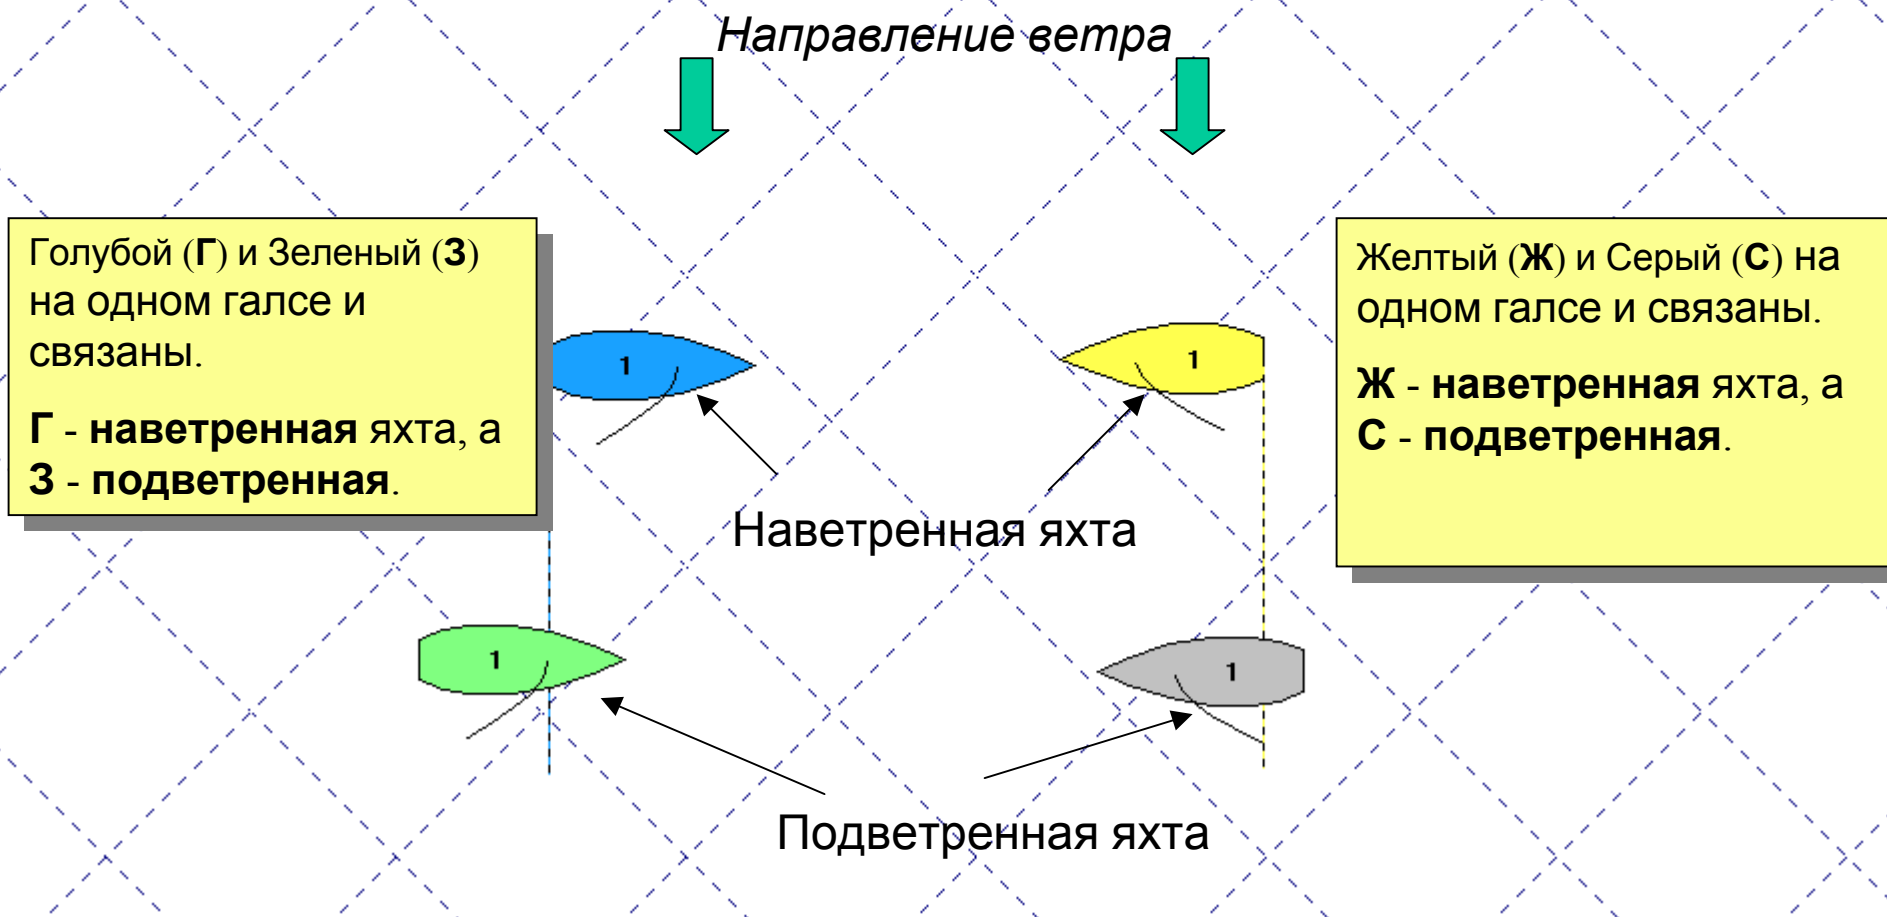 Направление ветра
Голубой (Г) и Зеленый (З)
на одном галсе и
связаны.
Г - наветренная яхта, а
З - подветренная.
Желтый (Ж) и Серый (С) на
одном галсе и связаны.
Ж - наветренная яхта, а
С - подветренная.
1
1
Наветренная яхта
1
1
Подветренная яхта